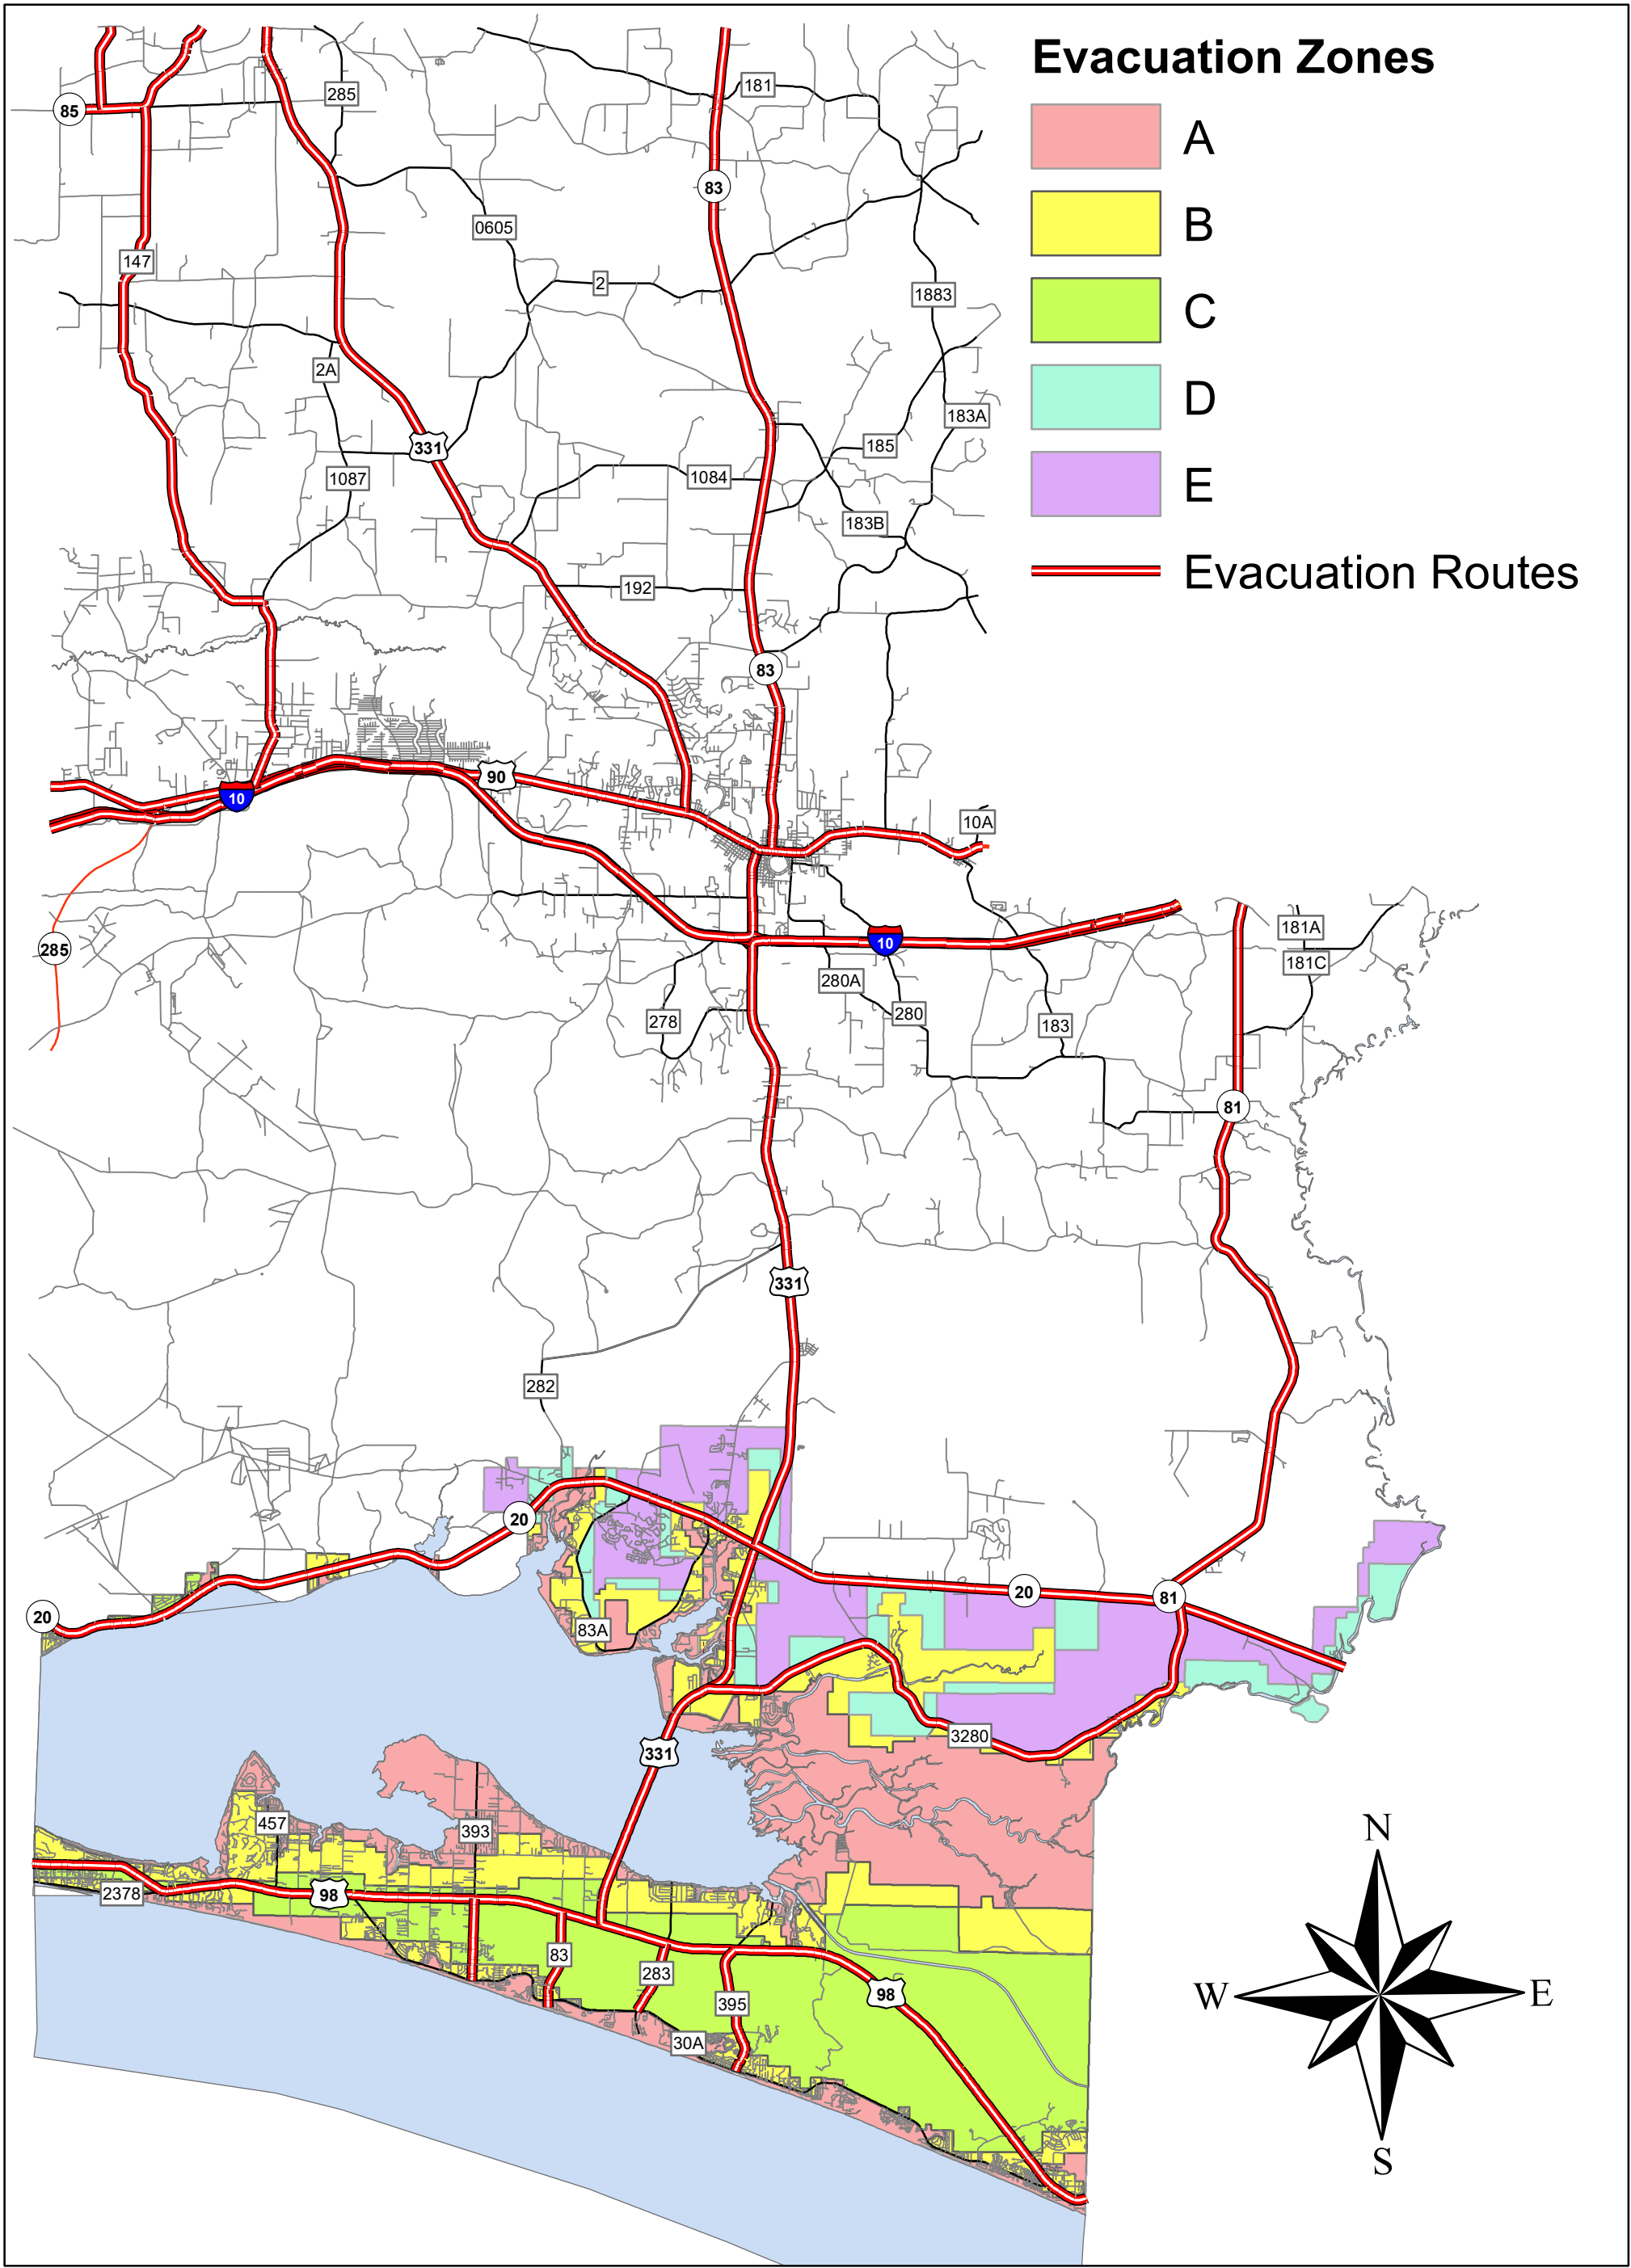 Evacuation Zones
A
B
C
D
E
Evacuation Routes
85
285
181
83
147
0605
2
1883
2A
183A
331
185
1087
1084
183B
192
83
90
10
10A
285
10
181A
181C
280A
278
280
183
81
331
282
20
20
81
20
83A
3280
331
457
393
2378
98
83
283
395
98
30A
N
W
E
S